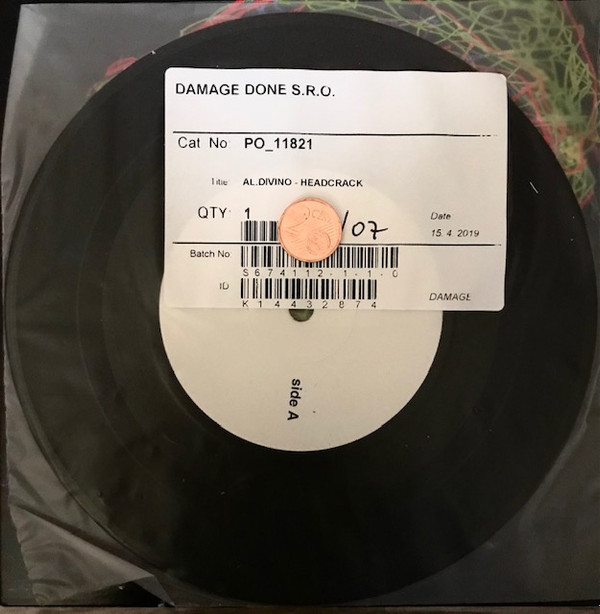 DAMAGE DONE S.R.O.
Cat No PO_11821
Title AL.DIVINO - HEADCRACK
QTY 1 /07 Date
15. 4. 2019
Batch No
S674112-1-1-0
ID
K14432874
DAMAGE
side A